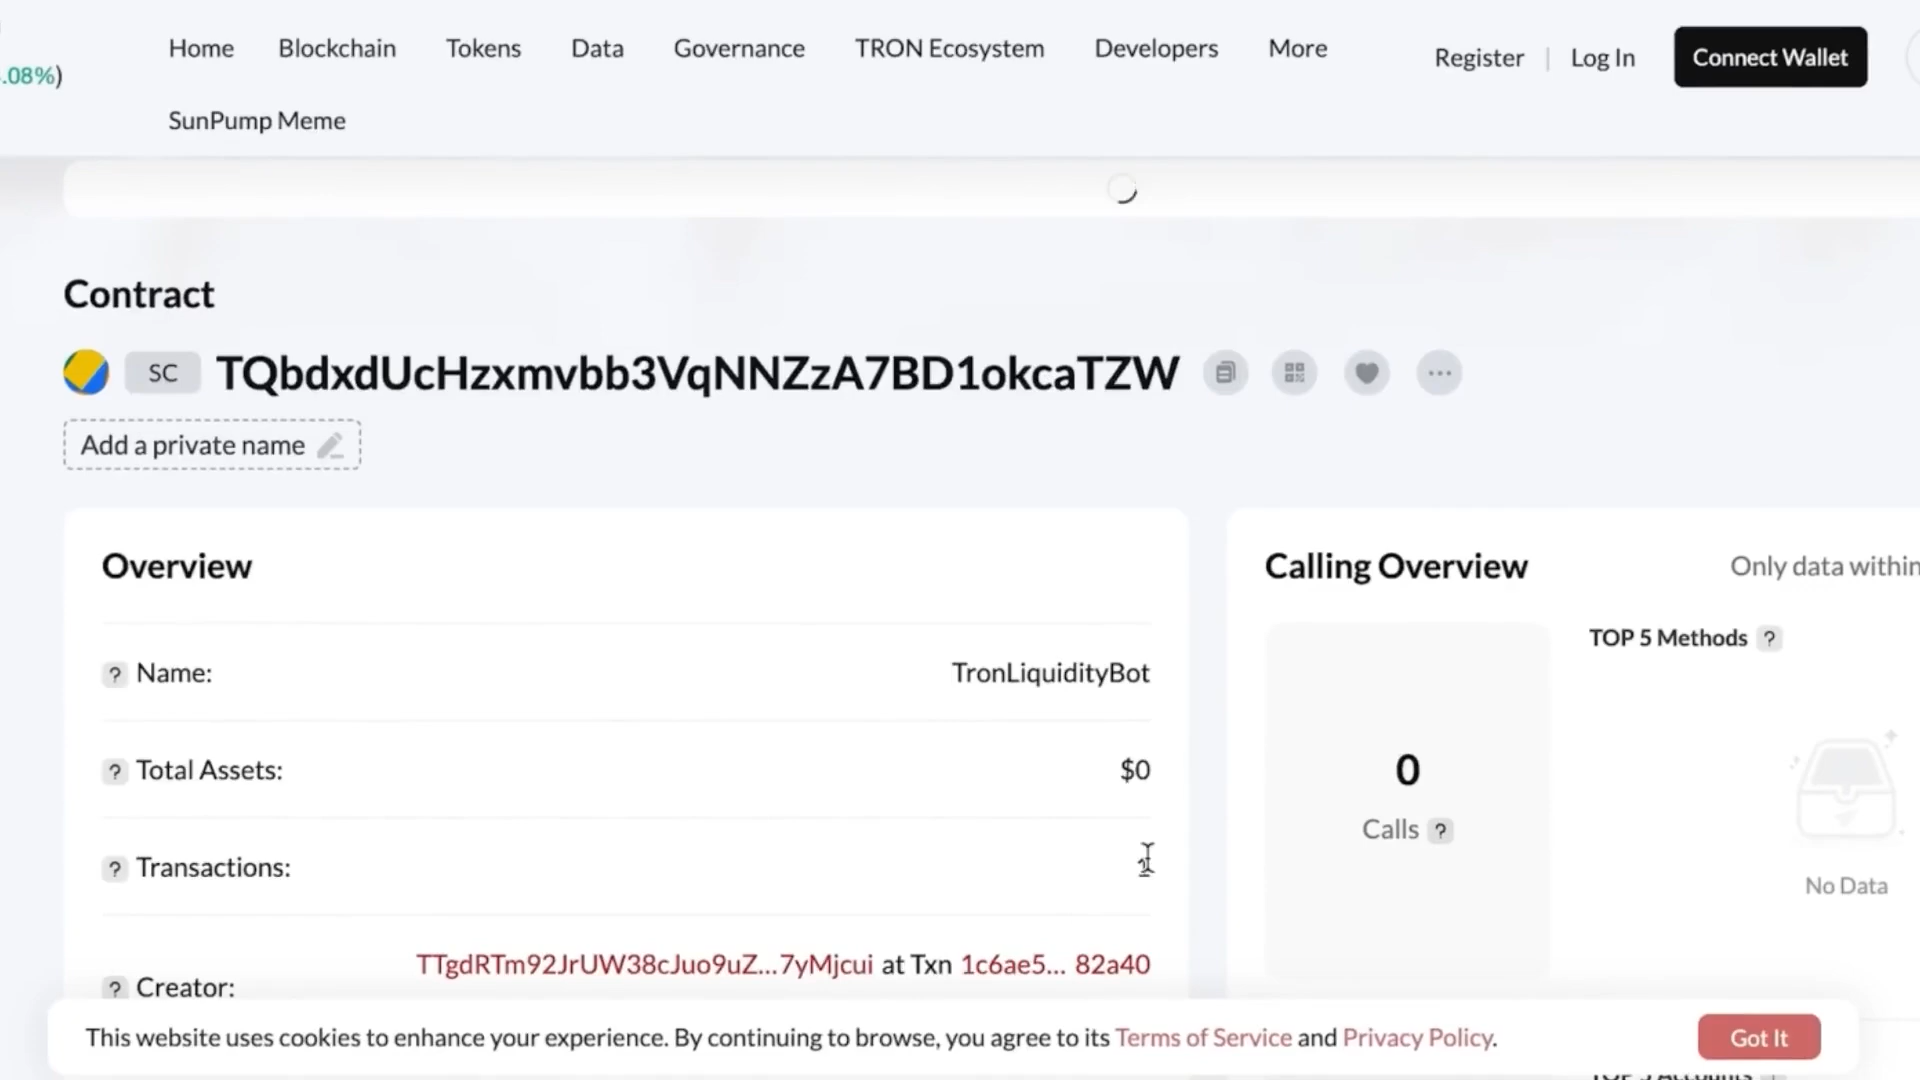 Home Blockchain Tokens Data Governance TRON Ecosystem Developers More
Register | Log In Connect Wallet
.08%)
SunPump Meme
Contract
SC TQbdxdUcHzxmvbb3VqNNZzA7BD1okcaTZW
Add a private name
Overview
? Name: TronLiquidityBot
? Total Assets: $0
? Transactions:
TTgdRTm92JrUW38cJuo9uZ...7yMjcui at Txn 1c6ae5... 82a40
? Creator:
Calling Overview Only data within
TOP 5 Methods ?
0
Calls ?
No Data
This website uses cookies to enhance your experience. By continuing to browse, you agree to its Terms of Service and Privacy Policy.
Got It